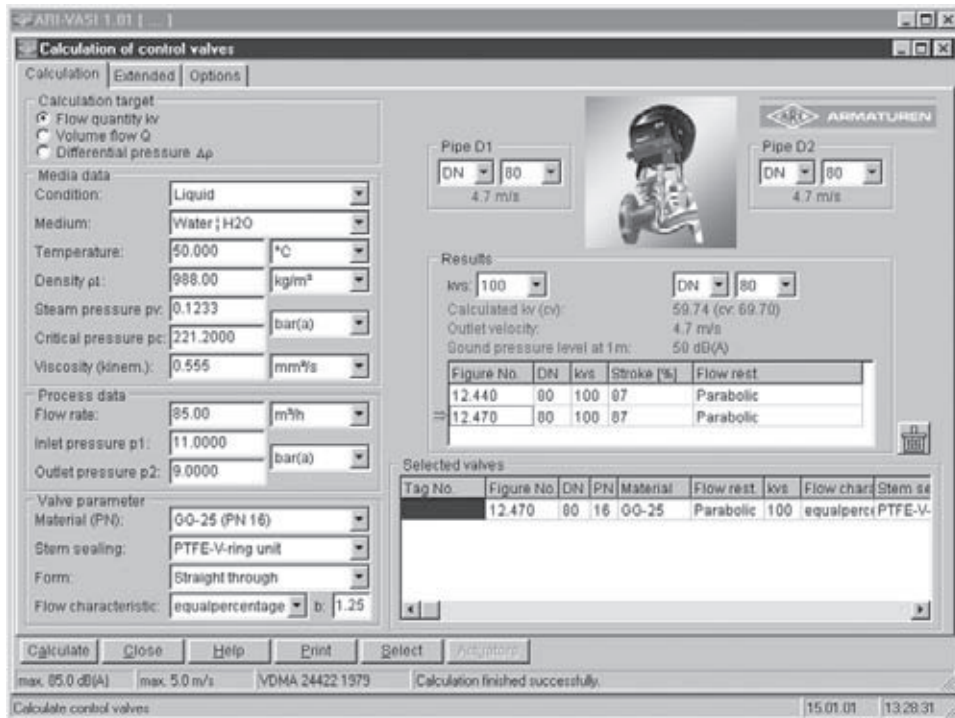 ARI-VASI 1.01 [ ... ]
Calculation of control valves
Calculation Extended Options
Calculation target
Flow quantity kv
Volume flow Q
Differential pressure Δp
Media data
Condition: Liquid
Medium: Water ¦ H2O
Temperature: 50.000 °C
Density ρt: 988.00 kg/m³
Steam pressure pv: 0.1233
bar(a)
Critical pressure pc: 221.2000
Viscosity (kinem.): 0.555 mm²/s
Process data
Flow rate: 85.00 m³/h
Inlet pressure p1: 11.0000
bar(a)
Outlet pressure p2: 9.0000
Valve parameter
Material (PN): GG-25 (PN 16)
Stem sealing: PTFE-V-ring unit
Form: Straight through
Flow characteristic: equalpercentage b: 1.25
ARI ARMATUREN
Pipe D1
DN 80
4.7 m/s
Pipe D2
DN 80
4.7 m/s
Results
kvs: 100 DN 80
Calculated kv (cv): 59.74 (cv: 69.70)
Outlet velocity: 4.7 m/s
Sound pressure level at 1m: 50 dB(A)
Figure No. DN kvs Stroke [%] Flow rest.
12.440 80 100 87 Parabolic
⇒ 12.470 80 100 87 Parabolic
Selected valves
Tag No. Figure No. DN PN Material Flow rest. kvs Flow chara Stem se
12.470 80 16 GG-25 Parabolic 100 equalperce PTFE-V-
Calculate Close Help Print Select Actuators
max. 85.0 dB(A) max. 5.0 m/s VDMA 24422 1979 Calculation finished successfully.
Calculate control valves 15.01.01 13:28:31